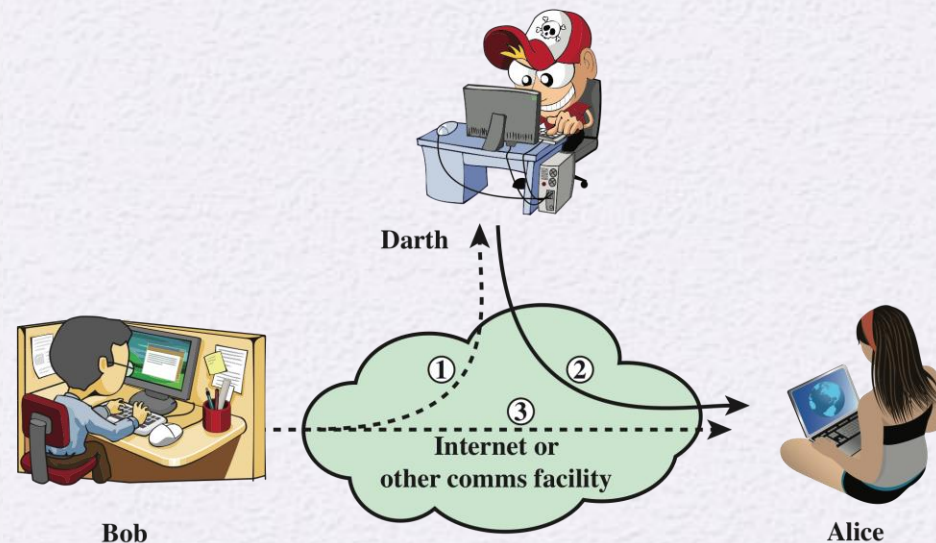 Darth
①
②
③
Internet or
other comms facility
Bob
Alice